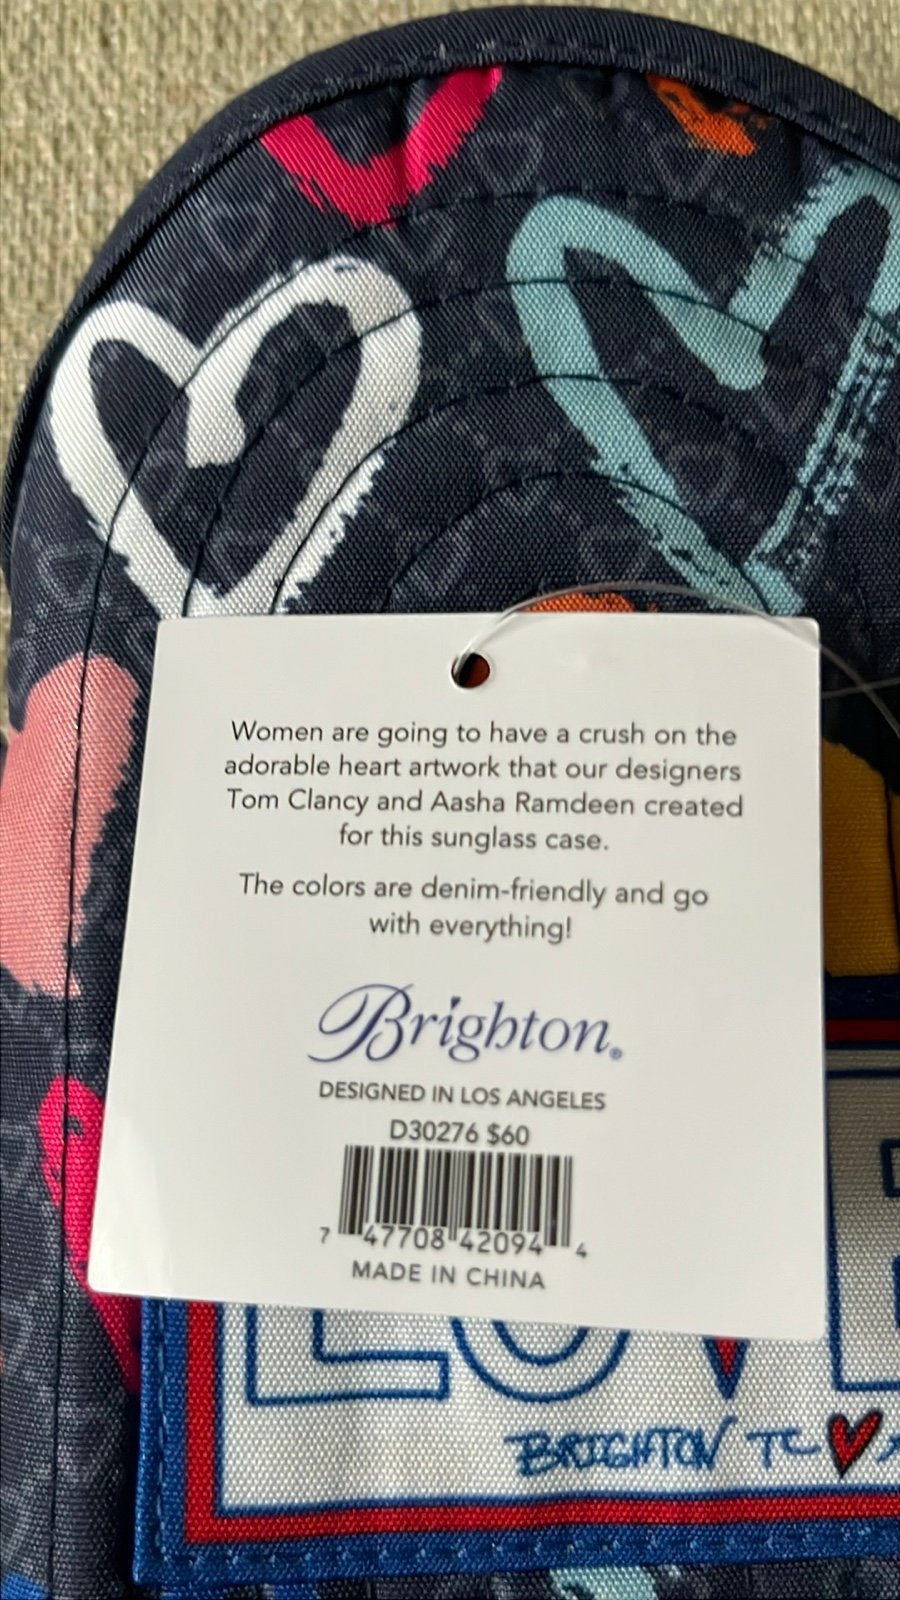 Women are going to have a crush on the
adorable heart artwork that our designers
Tom Clancy and Aasha Ramdeen created
for this sunglass case.
The colors are denim-friendly and go
with everything!
Brighton®
DESIGNED IN LOS ANGELES
D30276 $60
7 47708 42094 4
MADE IN CHINA
LOVE
BRIGHTON TC